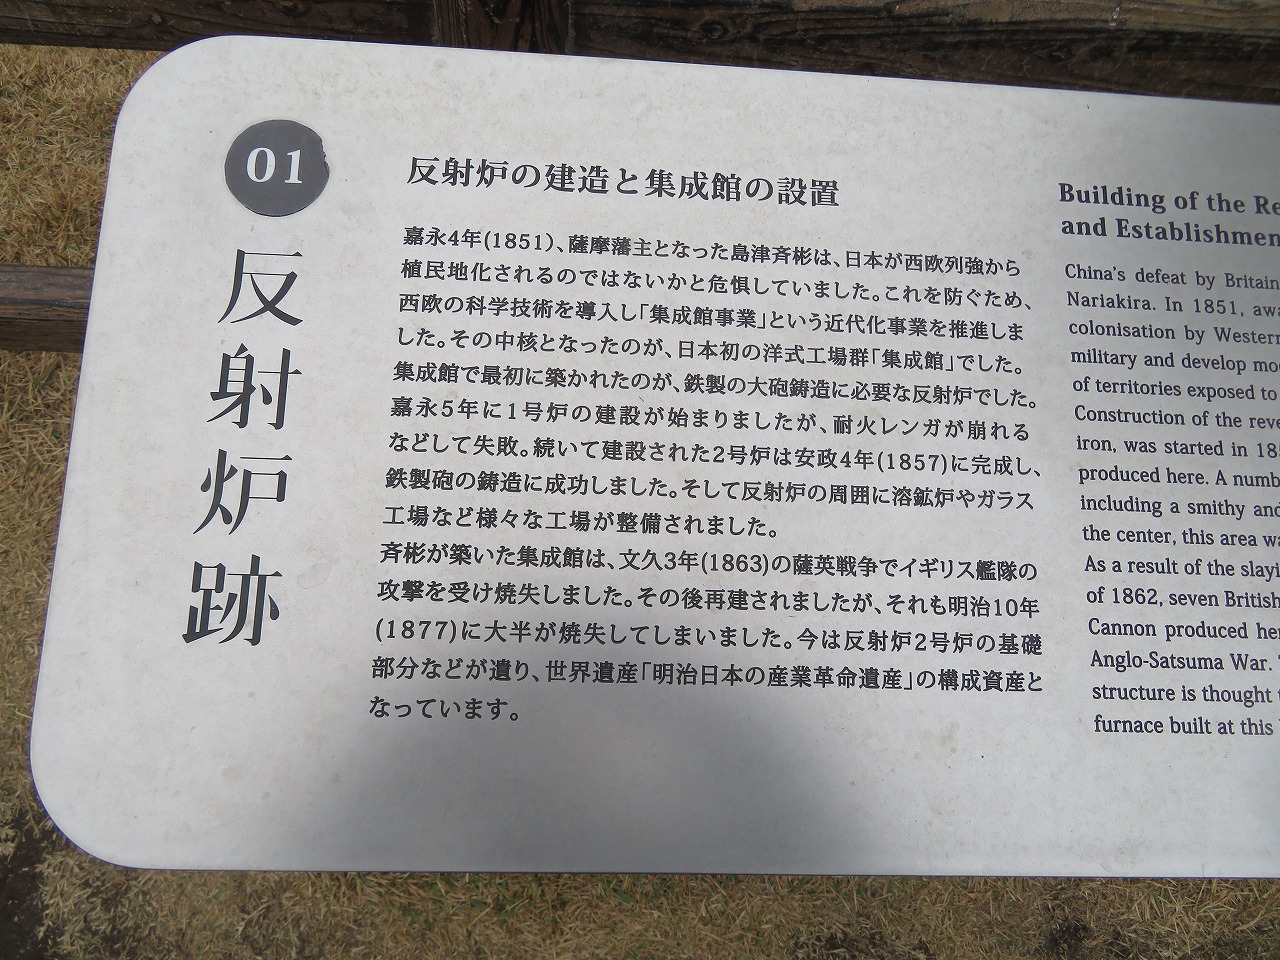 01
反射炉跡
反射炉の建造と集成館の設置
嘉永4年(1851)、薩摩藩主となった島津斉彬は、日本が西欧列強から
植民地化されるのではないかと危惧していました。これを防ぐため、
西欧の科学技術を導入し「集成館事業」という近代化事業を推進しま
した。その中核となったのが、日本初の洋式工場群「集成館」でした。
集成館で最初に築かれたのが、鉄製の大砲鋳造に必要な反射炉でした。
嘉永5年に1号炉の建設が始まりましたが、耐火レンガが崩れる
などして失敗。続いて建設された2号炉は安政4年(1857)に完成し、
鉄製砲の鋳造に成功しました。そして反射炉の周囲に溶鉱炉やガラス
工場など様々な工場が整備されました。
斉彬が築いた集成館は、文久3年(1863)の薩英戦争でイギリス艦隊の
攻撃を受け焼失しました。その後再建されましたが、それも明治10年
(1877)に大半が焼失してしまいました。今は反射炉2号炉の基礎
部分などが遺り、世界遺産「明治日本の産業革命遺産」の構成資産と
なっています。
Building of the Re
and Establishmen
China's defeat by Britain
Nariakira. In 1851, awa
colonisation by Western
military and develop mo
of territories exposed to
Construction of the reve
iron, was started in 18
produced here. A numb
including a smithy and
the center, this area wa
As a result of the slayi
of 1862, seven British
Cannon produced her
Anglo-Satsuma War.
structure is thought t
furnace built at this